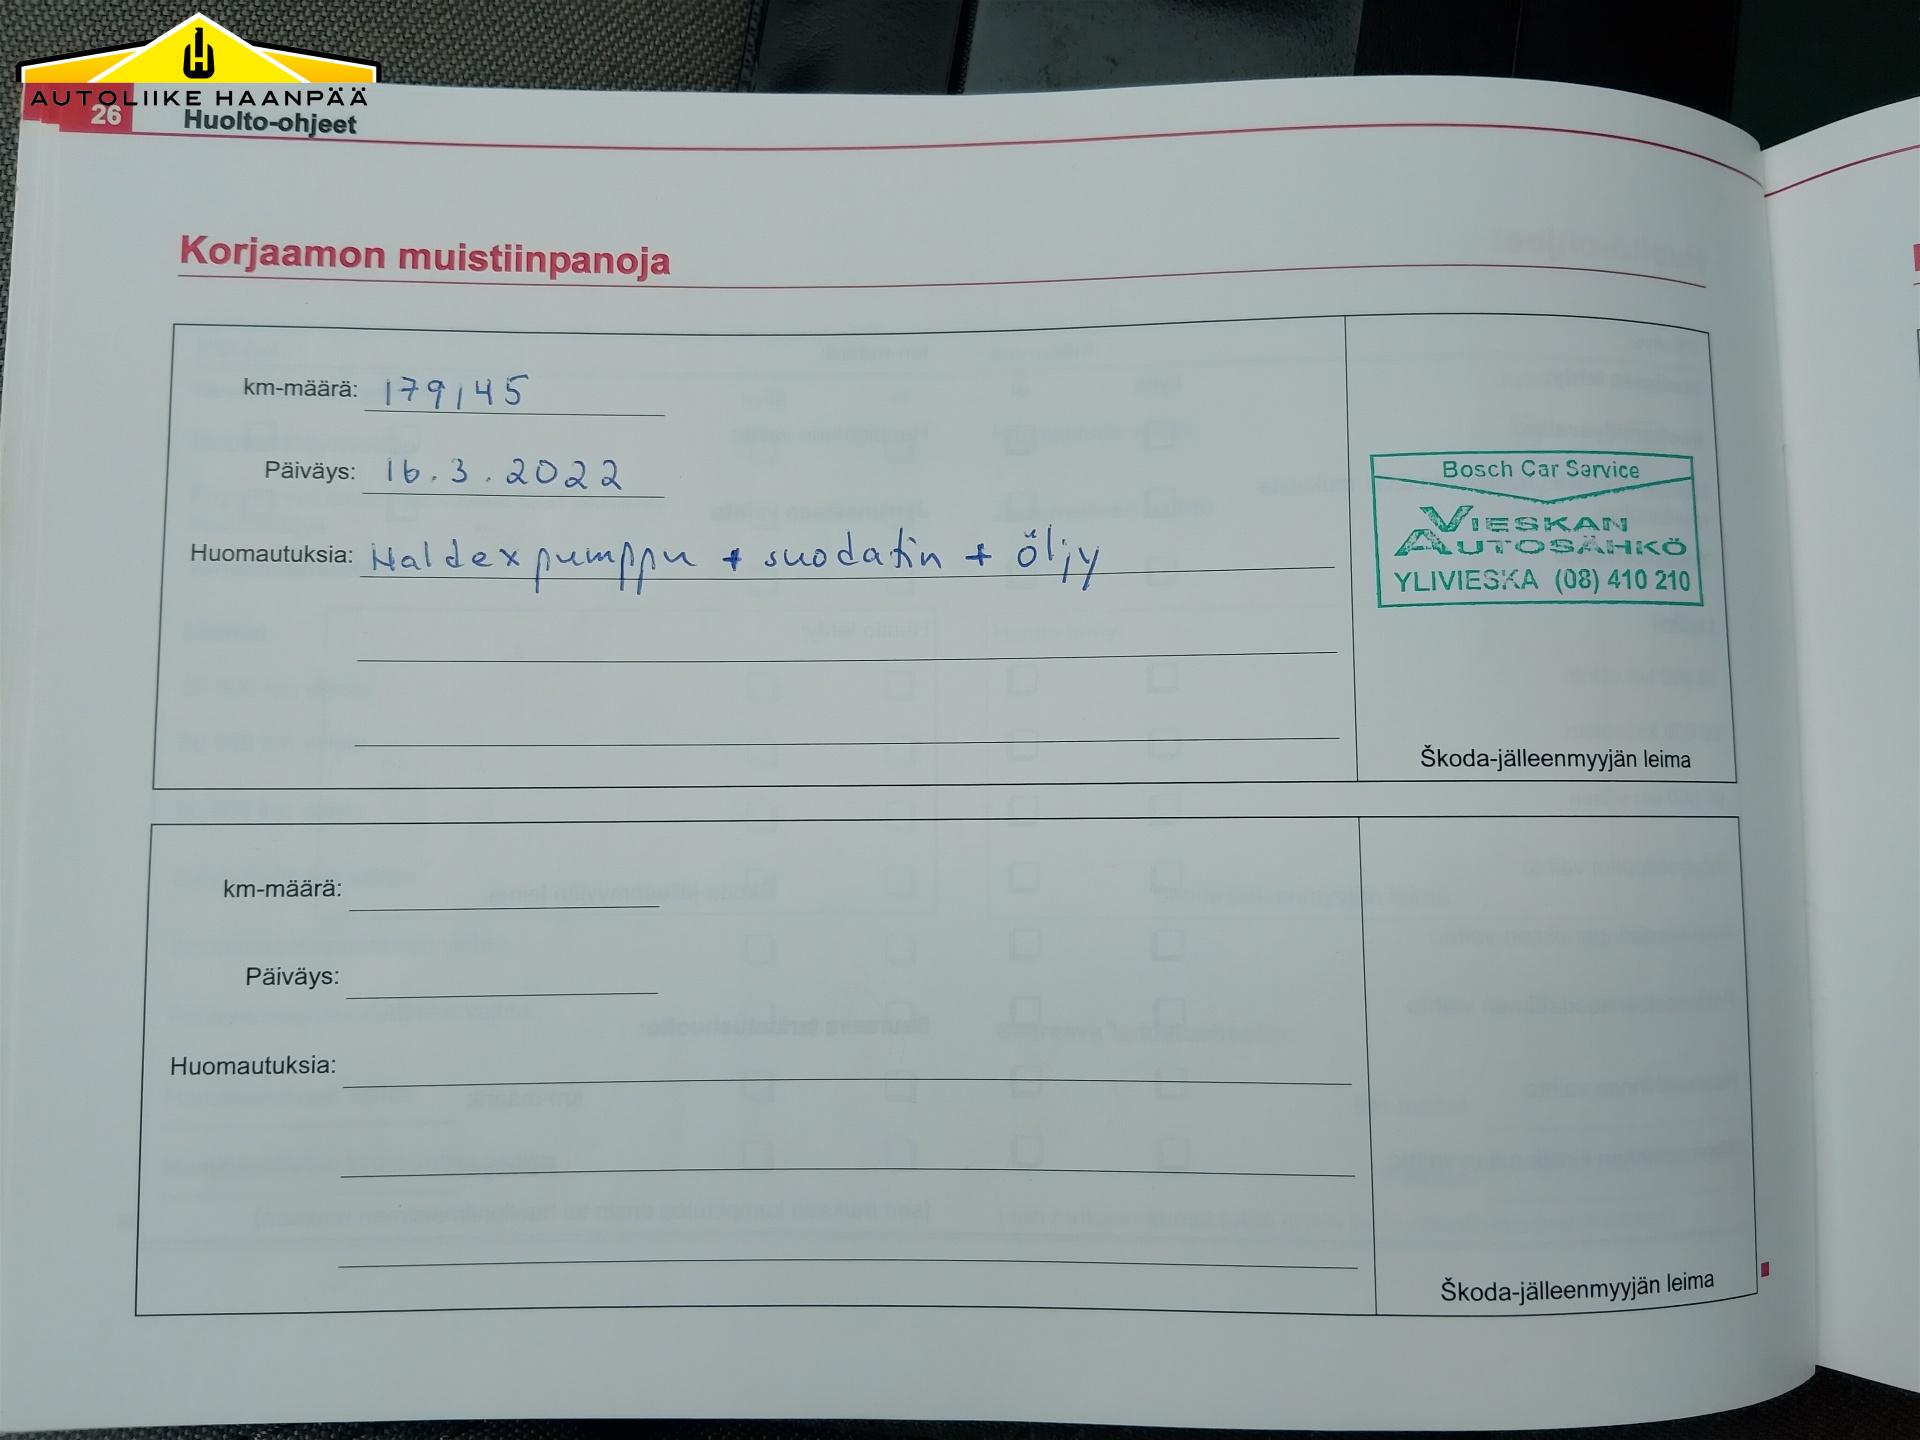 AUTOLIIKE HAANPÄÄ
26
Huolto-ohjeet
Korjaamon muistiinpanoja
km-määrä: 179145
Päiväys: 16.3.2022
Huomautuksia: Haldex pumppu + suodatin + öljy
Bosch Car Service
VIESKAN
AUTOSÄHKÖ
YLIVIESKA (08) 410 210
Škoda-jälleenmyyjän leima
km-määrä:
Päiväys:
Huomautuksia:
Škoda-jälleenmyyjän leima